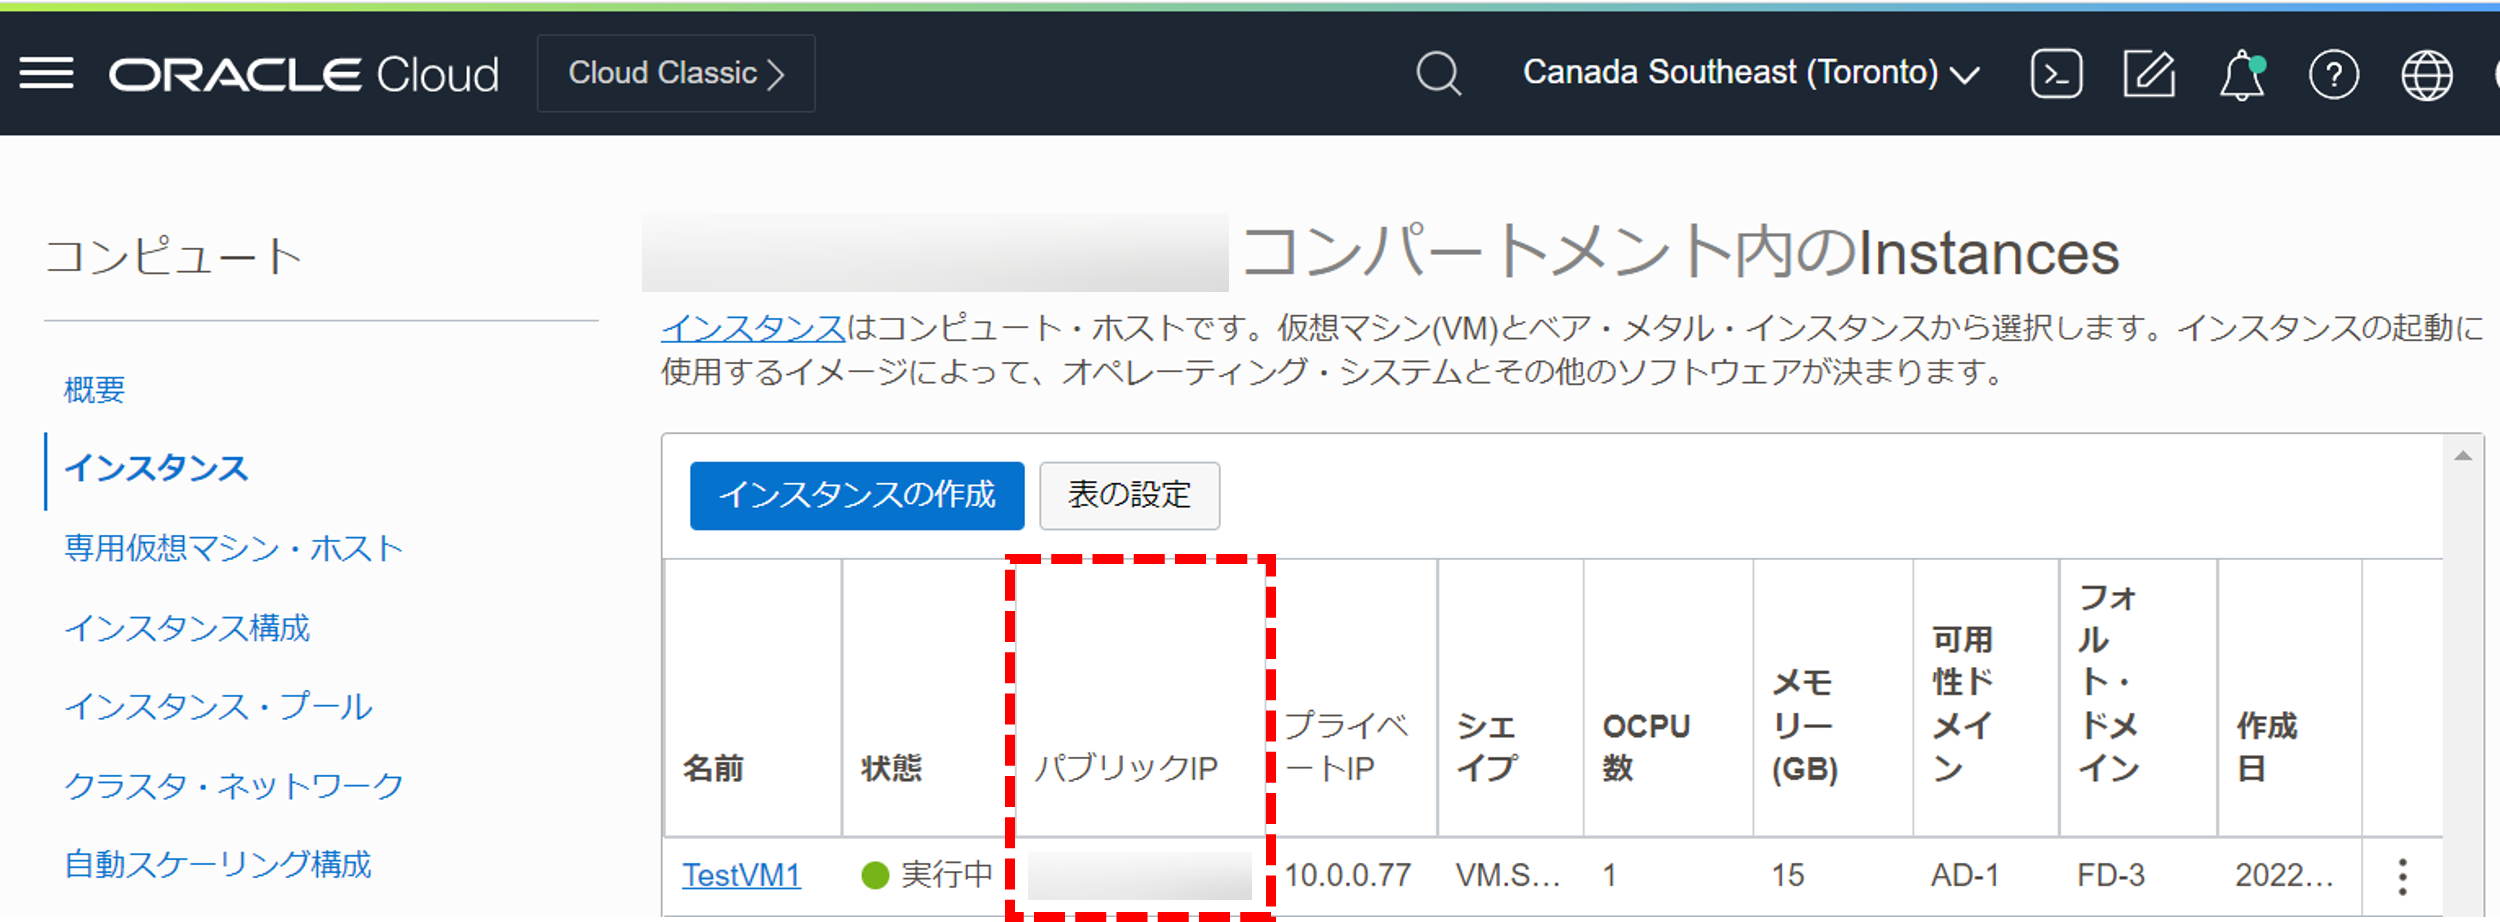 ORACLE Cloud
Cloud Classic
Canada Southeast (Toronto)
コンピュート
概要
インスタンス
専用仮想マシン・ホスト
インスタンス構成
インスタンス・プール
クラスタ・ネットワーク
自動スケーリング構成
コンパートメント内のInstances
インスタンスはコンピュート・ホストです。仮想マシン(VM)とベア・メタル・インスタンスから選択します。インスタンスの起動に
使用するイメージによって、オペレーティング・システムとその他のソフトウェアが決まります。
インスタンスの作成
表の設定
名前
状態
パブリックIP
プライベ
ートIP
シェ
イプ
OCPU
数
メモ
リー
(GB)
可用
性ド
メイ
ン
フォ
ル
ト・
ドメ
イン
作成
日
TestVM1
実行中
10.0.0.77
VM.S...
1
15
AD-1
FD-3
2022...